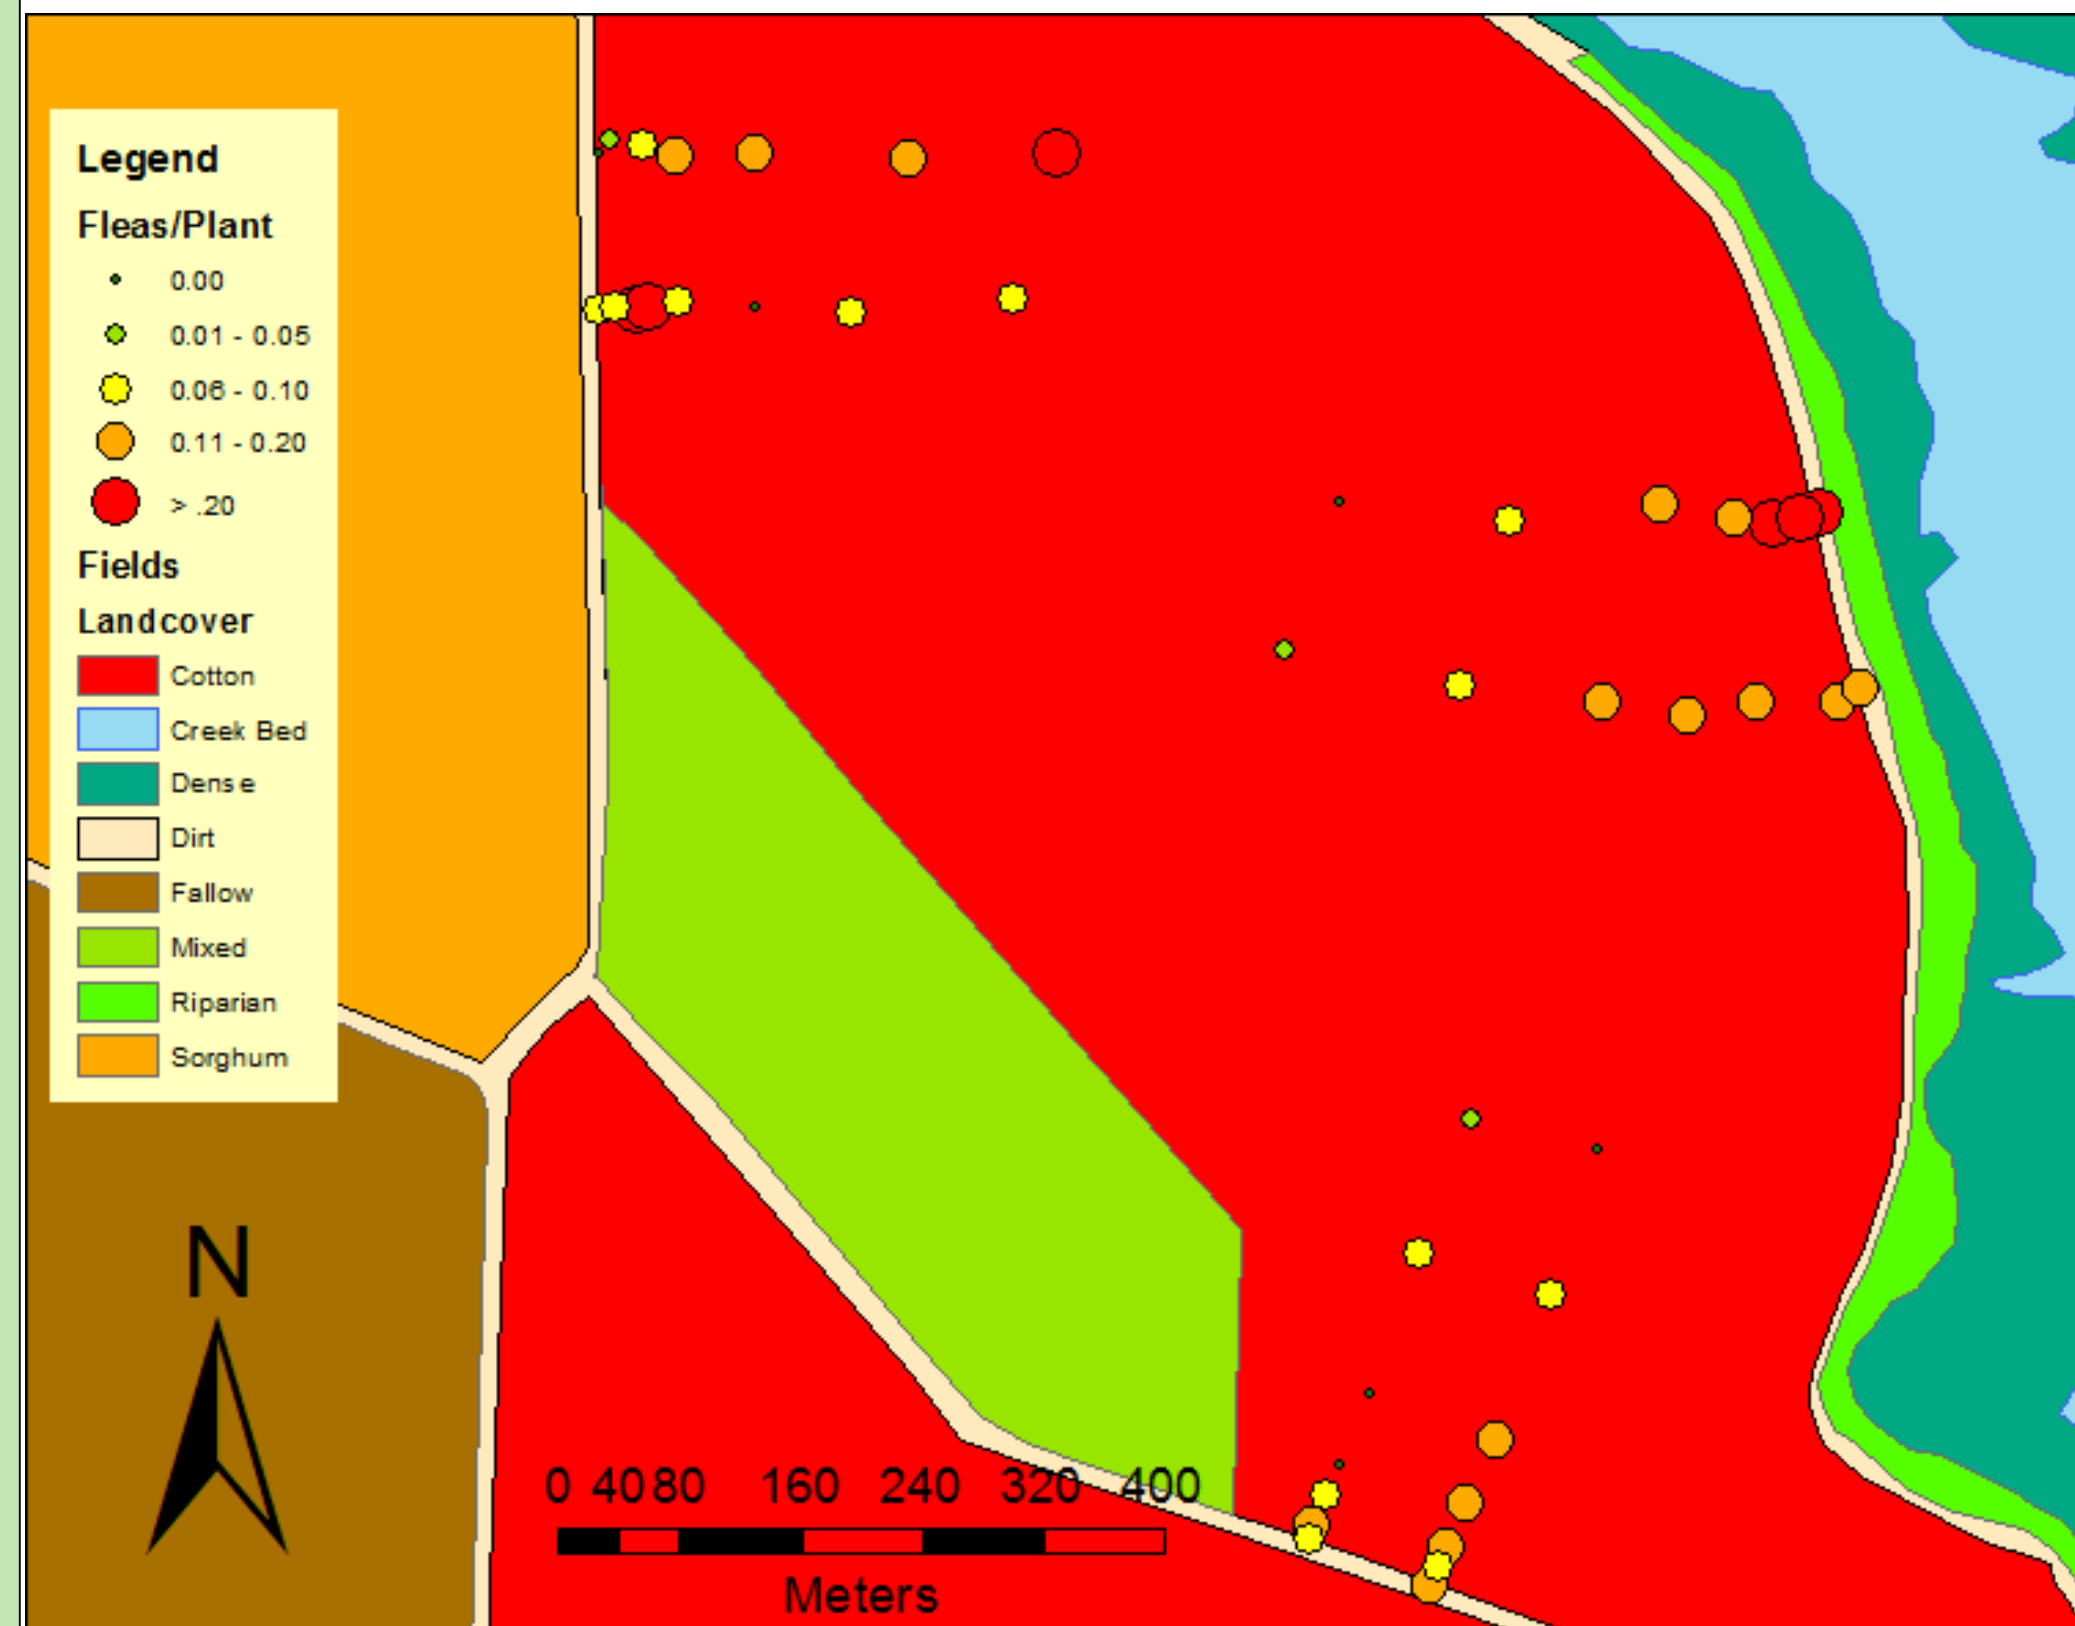 Legend
Fleas/Plant
0.00
0.01 - 0.05
0.06 - 0.10
0.11 - 0.20
> .20
Fields
Landcover
Cotton
Creek Bed
Dense
Dirt
Fallow
Mixed
Riparian
Sorghum
N
0 40 80 160 240 320 400
Meters